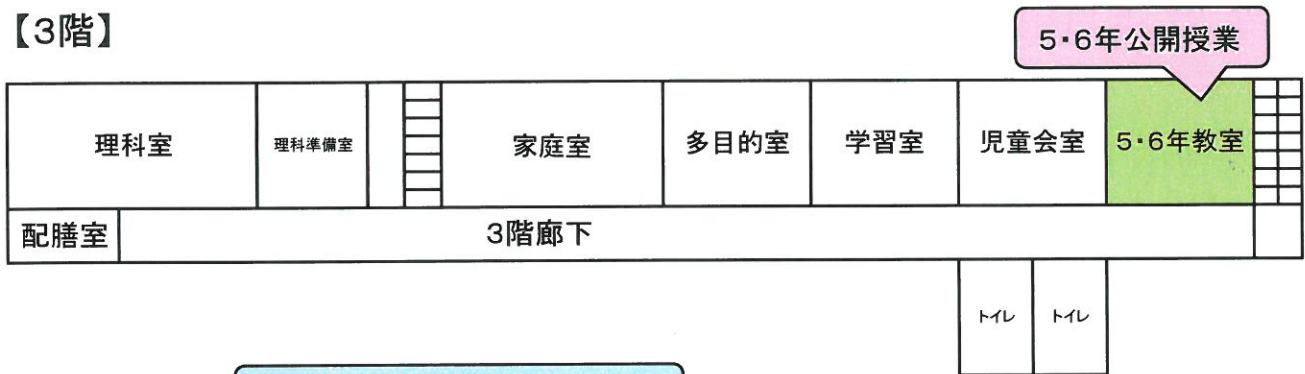 【3階】
5・6年公開授業
理科室
理科準備室
家庭室
多目的室
学習室
児童会室
5・6年教室
配膳室
3階廊下
トイレ
トイレ